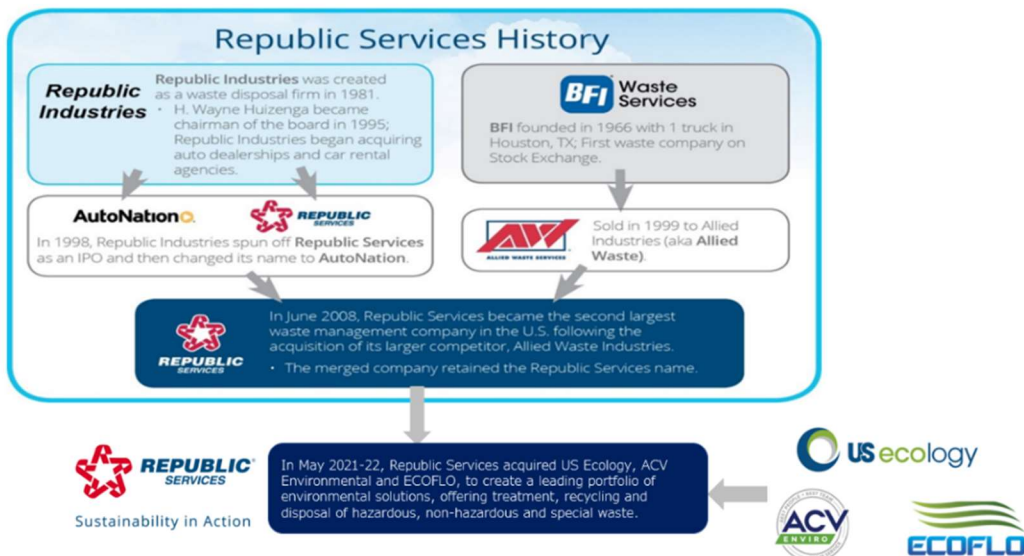 Republic Services History
Republic
Industries
Republic Industries was created
as a waste disposal firm in 1981.
• H. Wayne Huizenga became
chairman of the board in 1995;
Republic Industries began acquiring
auto dealerships and car rental
agencies.
BFI Waste
Services
BFI founded in 1966 with 1 truck in
Houston, TX; First waste company on
Stock Exchange.
AutoNation
REPUBLIC
SERVICES
In 1998, Republic Industries spun off Republic Services
as an IPO and then changed its name to AutoNation.
AW
ALLIED WASTE SERVICES
Sold in 1999 to Allied
Industries (aka Allied
Waste).
REPUBLIC
SERVICES
In June 2008, Republic Services became the second largest
waste management company in the U.S. following the
acquisition of its larger competitor, Allied Waste Industries.
• The merged company retained the Republic Services name.
REPUBLIC
SERVICES
Sustainability in Action
In May 2021-22, Republic Services acquired US Ecology, ACV
Environmental and ECOFLO, to create a leading portfolio of
environmental solutions, offering treatment, recycling and
disposal of hazardous, non-hazardous and special waste.
US ecology
ACV
ENVIRO
ECOFLO